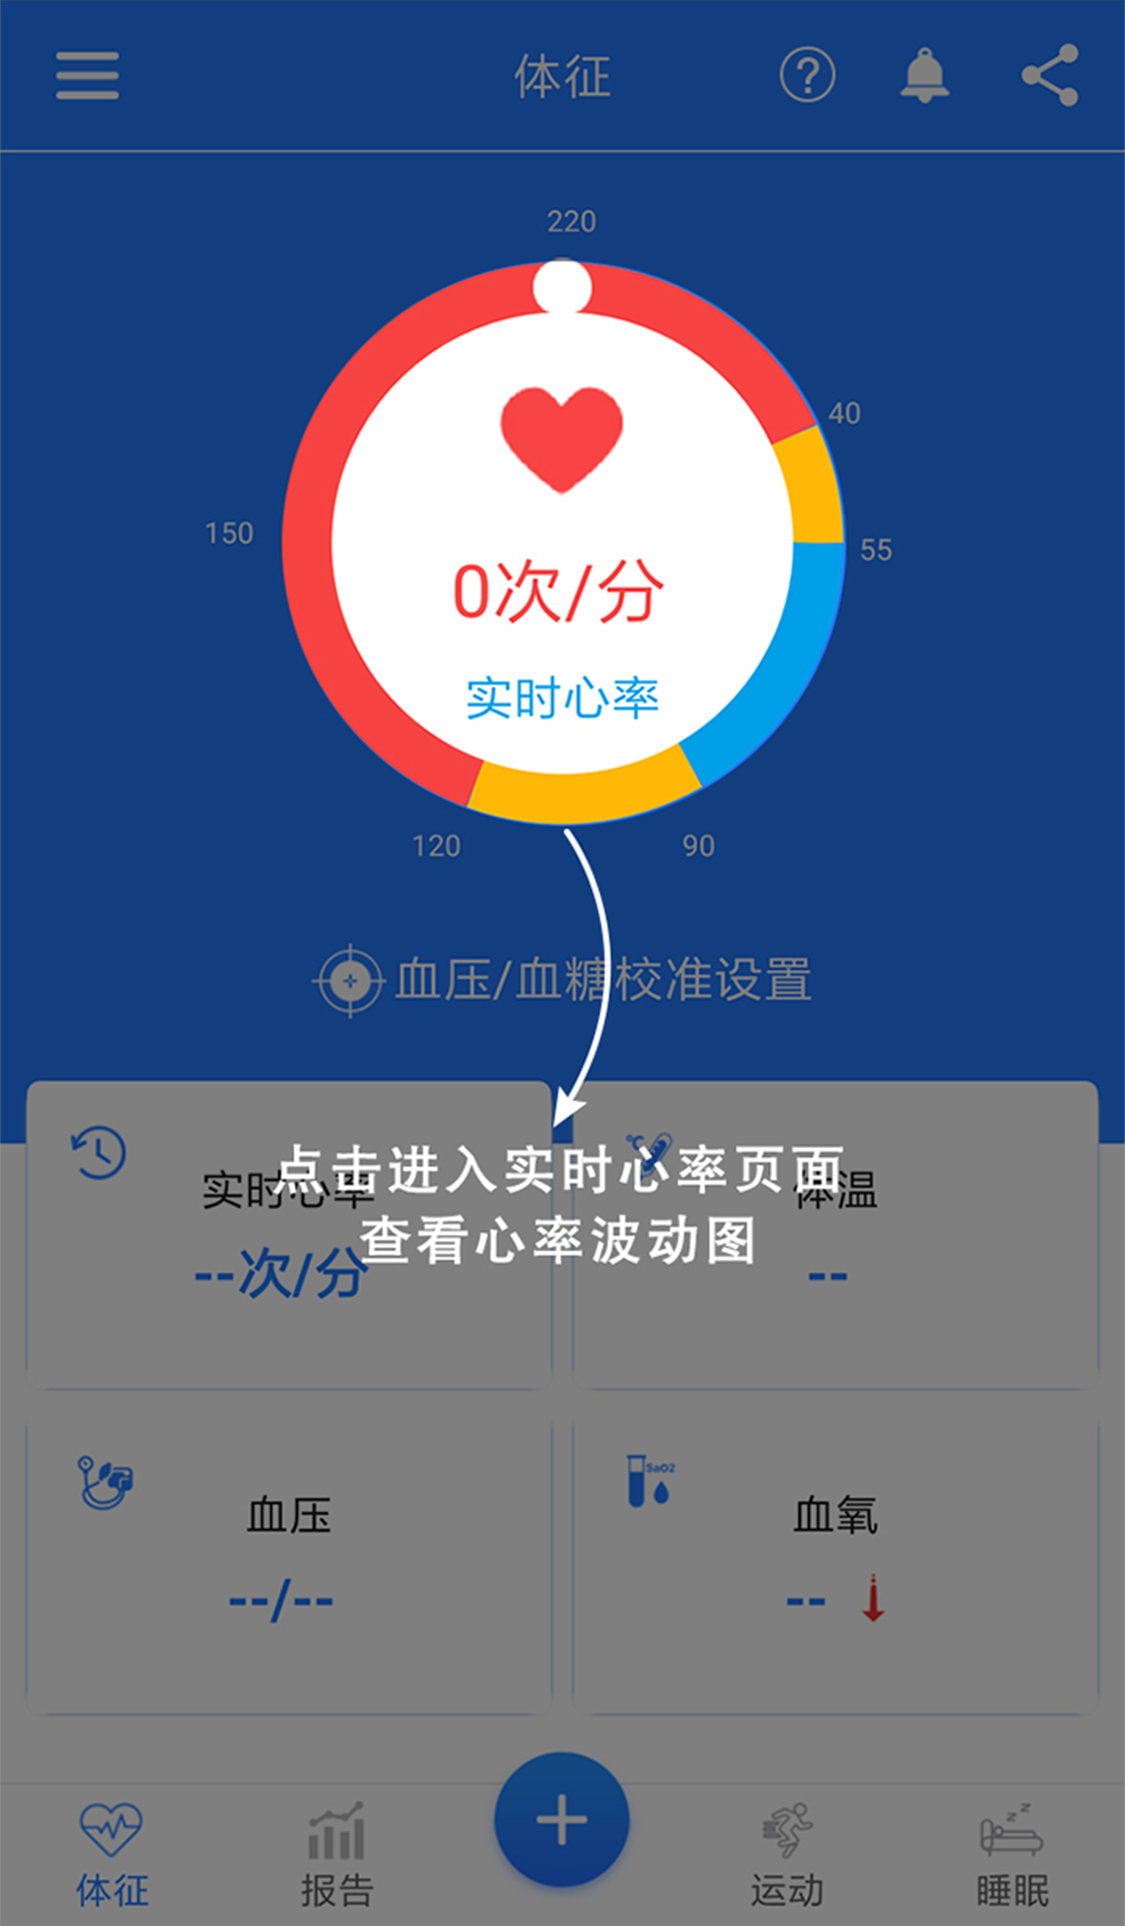 体征
220
40
150
55
0次/分
实时心率
120
90
血压/血糖校准设置
点击进入实时心率页面
查看心率波动图
实时心率
--次/分
℃
体温
--
血压
--/--
SaO2
血氧
--
体征
报告
运动
z z
睡眠